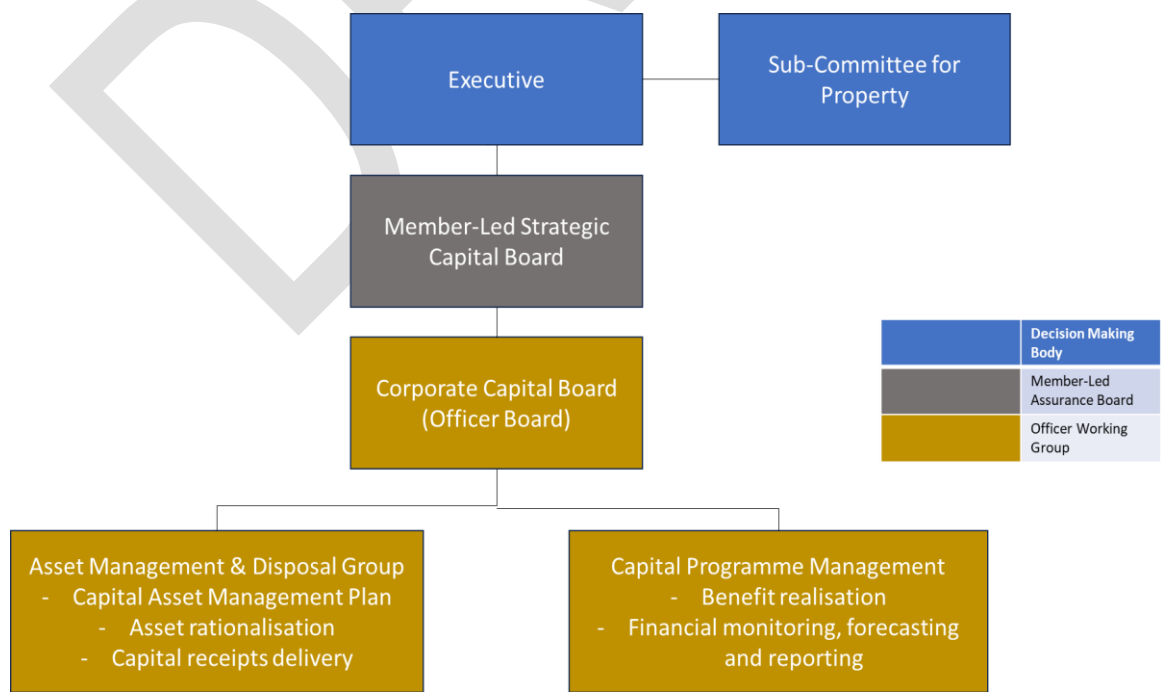 Executive
Sub-Committee for
Property
Member-Led Strategic
Capital Board
Corporate Capital Board
(Officer Board)
Decision Making
Body
Member-Led
Assurance Board
Officer Working
Group
Asset Management & Disposal Group
- Capital Asset Management Plan
- Asset rationalisation
- Capital receipts delivery
Capital Programme Management
- Benefit realisation
- Financial monitoring, forecasting
and reporting